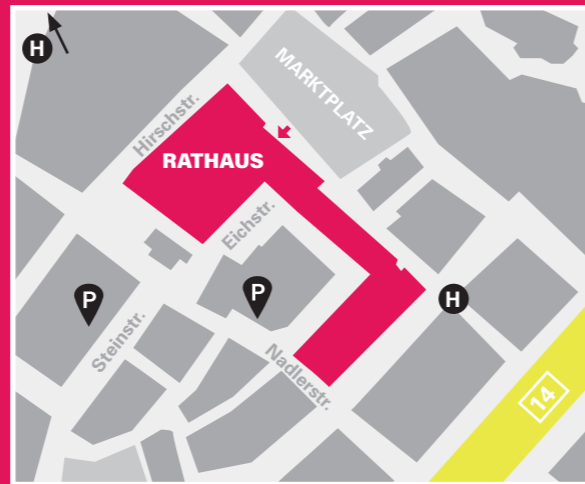 H
MARKTPLATZ
Hirschstr.
RATHAUS
Eichstr.
P
P
H
Steinstr.
Nadlerstr.
14